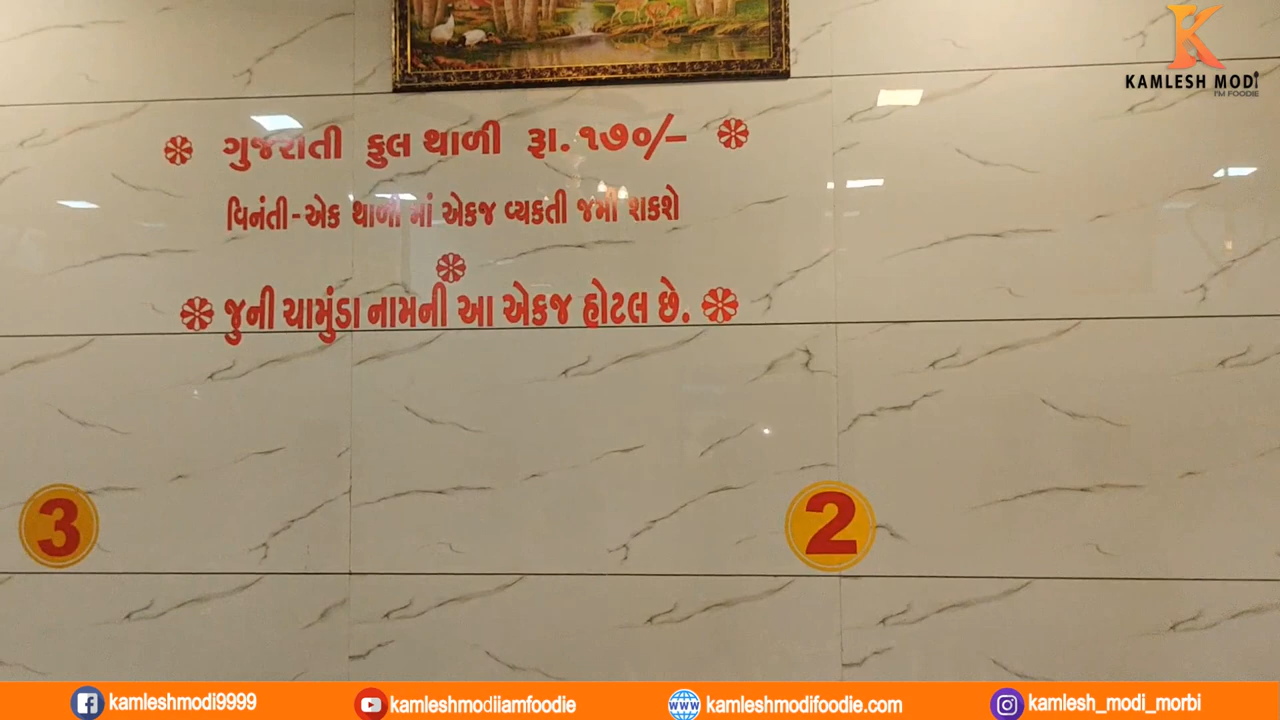 KAMLESH MODI
I'M FOODIE
ગુજરાતી ફુલ થાળી રૂા. ૧૭૦/-
વિનંતી - એક થાળી માં એકજ વ્યકતી જમી શકશે
જુની ચામુંડા નામની આ એકજ હોટલ છે.
3
2
kamleshmodi9999
kamleshmodiiamfoodie
www
kamleshmodifoodie.com
kamlesh_modi_morbi